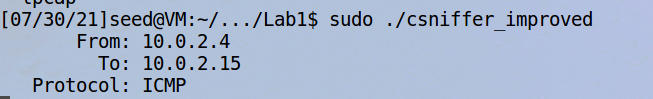 [07/30/21]seed@VM:~/.../Lab1$ sudo ./csniffer_improved
From: 10.0.2.4
To: 10.0.2.15
Protocol: ICMP